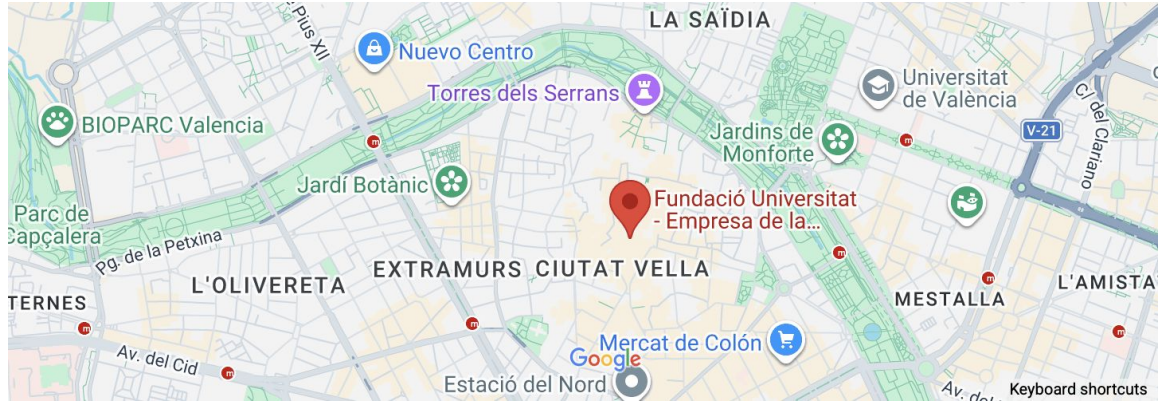 LA SAÏDIA
Pius XII
Nuevo Centro
Torres dels Serrans
Universitat
de València
C/ del Clariano
V-21
BIOPARC Valencia
Jardins de
Monforte
Jardí Botànic
Fundació Universitat
- Empresa de la...
Parc de
Capçalera
Pg. de la Petxina
L'OLIVERETA
EXTRAMURS
CIUTAT VELLA
TERNES
MESTALLA
L'AMISTA
Av. del Cid
Mercat de Colón
Google
Estació del Nord
Keyboard shortcuts
m
m
m
m
m
m
m
m